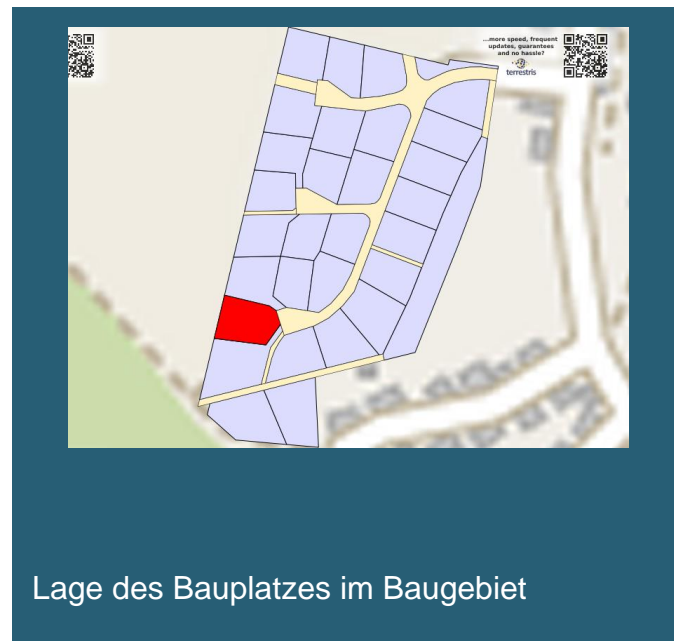 ...more speed, frequent
updates, guarantees
and no hassle?
terrestris
Lage des Bauplatzes im Baugebiet